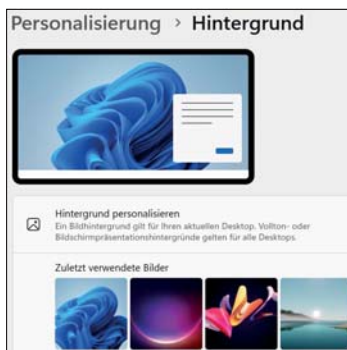 Personalisierung > Hintergrund
Hintergrund personalisieren
Ein Bildhintergrund gilt für Ihren aktuellen Desktop. Vollton- oder
Bildschirmpräsentationshintergründe gelten für alle Desktops.
Zuletzt verwendete Bilder